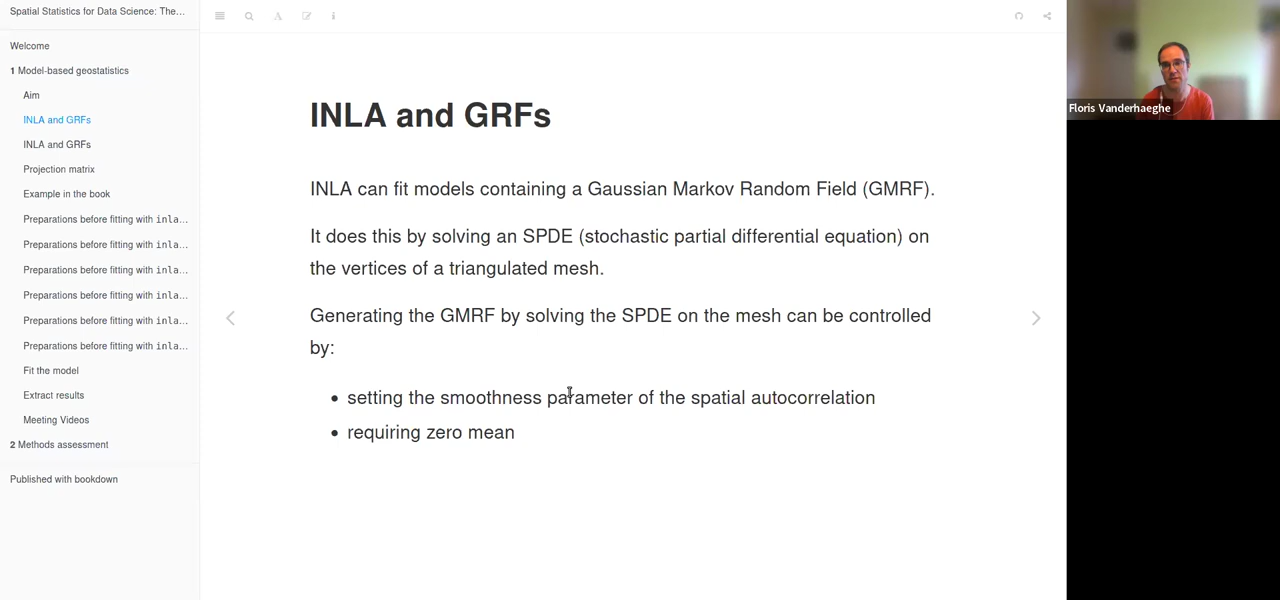 Spatial Statistics for Data Science: The...
Welcome
1 Model-based geostatistics
Aim
INLA and GRFs
INLA and GRFs
Projection matrix
Example in the book
Preparations before fitting with inla...
Preparations before fitting with inla...
Preparations before fitting with inla...
Preparations before fitting with inla...
Preparations before fitting with inla...
Preparations before fitting with inla...
Fit the model
Extract results
Meeting Videos
2 Methods assessment
Published with bookdown
INLA and GRFs
INLA can fit models containing a Gaussian Markov Random Field (GMRF).
It does this by solving an SPDE (stochastic partial differential equation) on
the vertices of a triangulated mesh.
Generating the GMRF by solving the SPDE on the mesh can be controlled
by:
• setting the smoothness parameter of the spatial autocorrelation
• requiring zero mean
Floris Vanderhaeghe